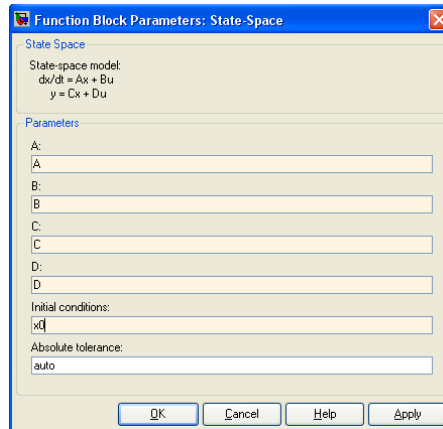 Function Block Parameters: State-Space
State Space
State-space model:
dx/dt = Ax + Bu
y = Cx + Du
Parameters
A:
A
B:
B
C:
C
D:
D
Initial conditions:
x0
Absolute tolerance:
auto
OK Cancel Help Apply